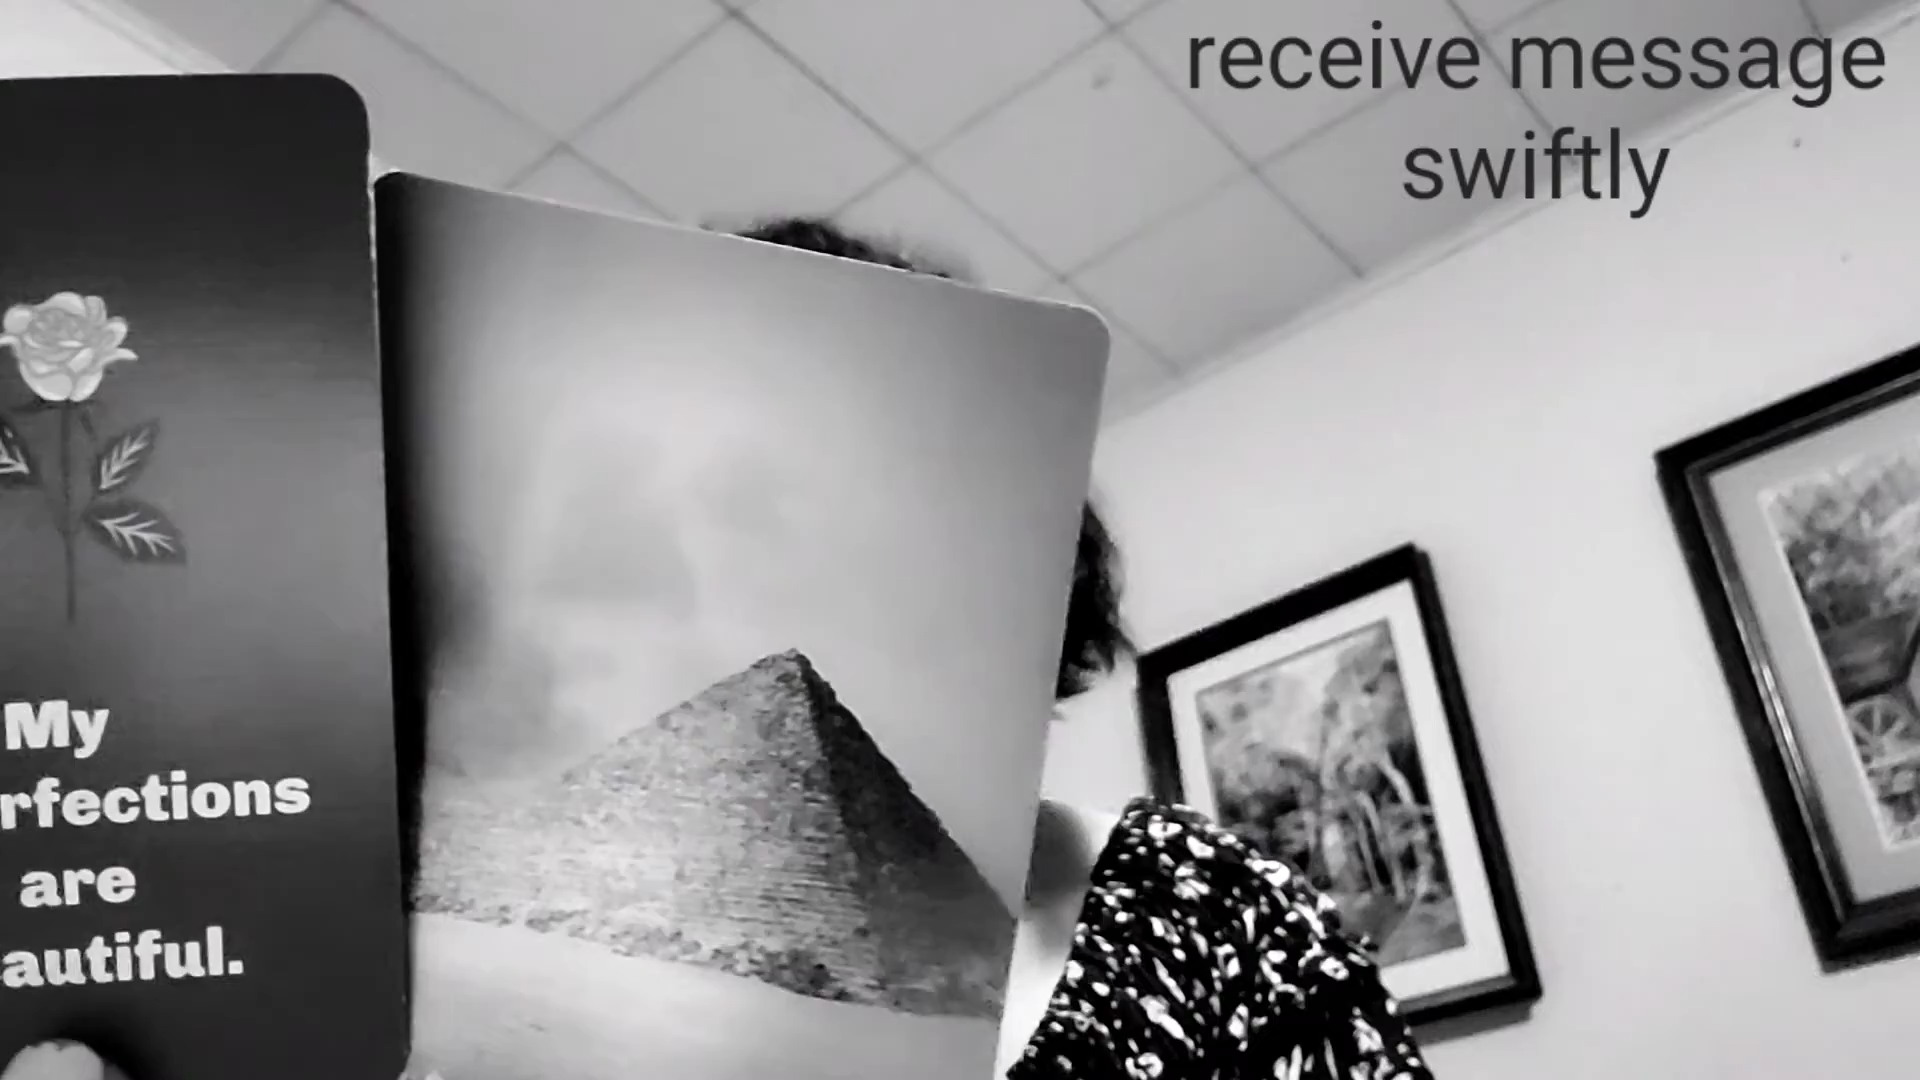 receive message
swiftly
My
rfections
are
autiful.